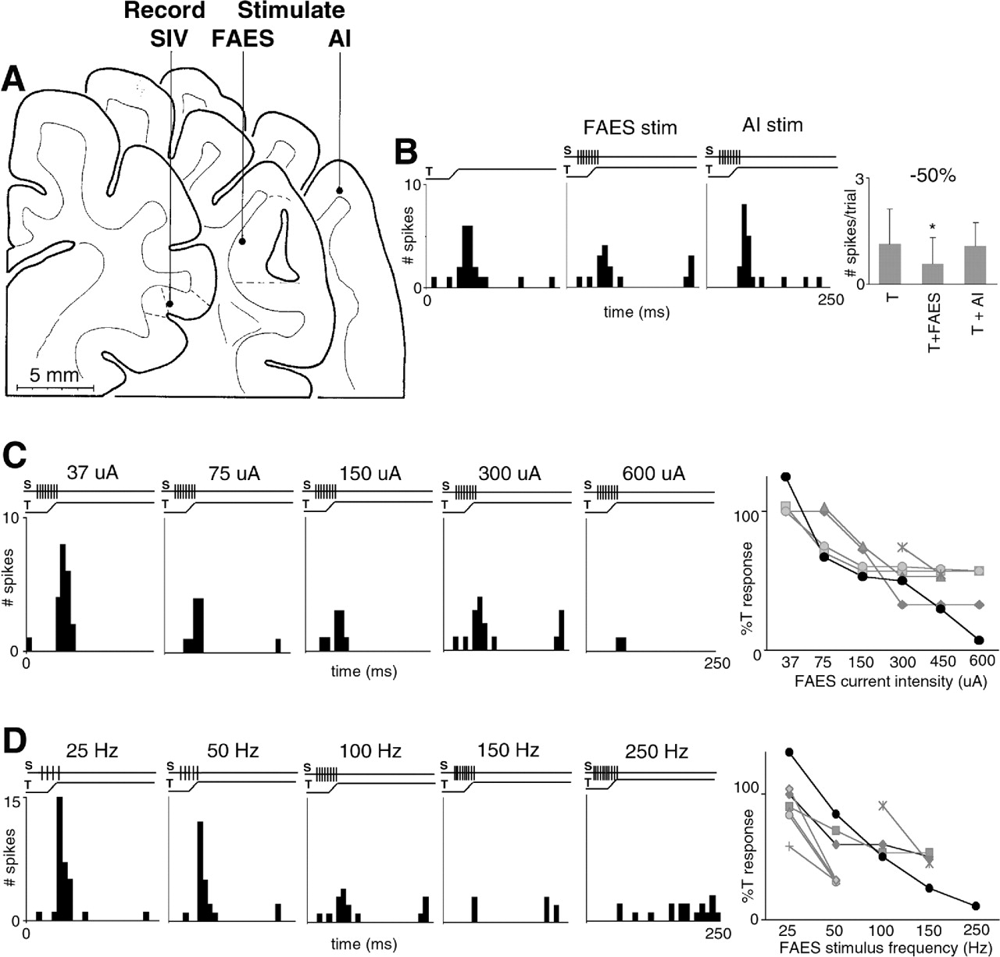 Record Stimulate
SIV FAES AI
A
5 mm
B
FAES stim
AI stim
T
S
T
S
T
10
# spikes
0
0
250
time (ms)
3
# spikes/trial
0
-50%
*
T
T+FAES
T + AI
C
37 uA
75 uA
150 uA
300 uA
600 uA
S
T
S
T
S
T
S
T
S
T
10
# spikes
0
0
time (ms)
250
100
%T response
0
37 75 150 300 450 600
FAES current intensity (uA)
D
25 Hz
50 Hz
100 Hz
150 Hz
250 Hz
S
T
S
T
S
T
S
T
S
T
15
# spikes
0
0
time (ms)
250
100
%T response
0
25 50 100 150 250
FAES stimulus frequency (Hz)